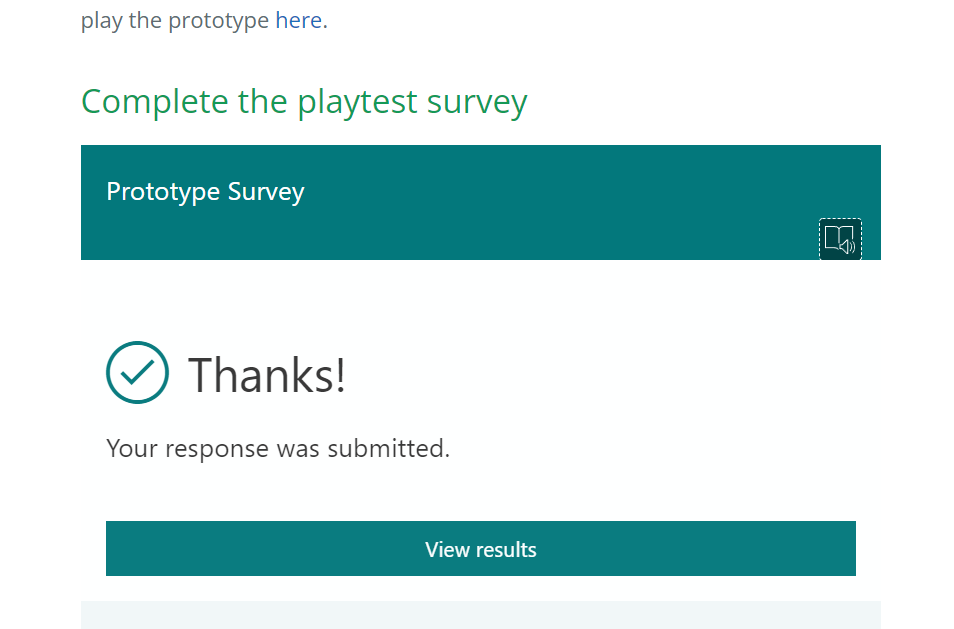 play the prototype here.
Complete the playtest survey
Prototype Survey
Thanks!
Your response was submitted.
View results